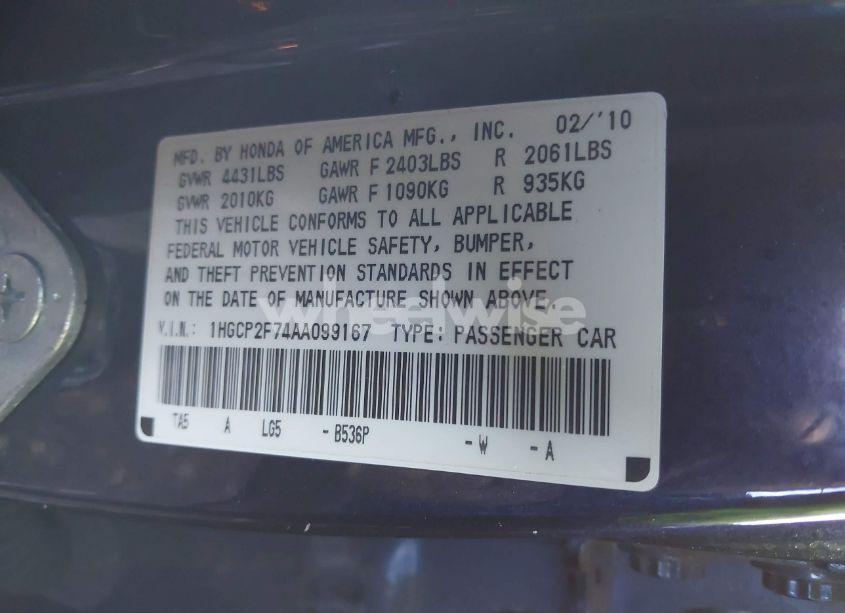 MFD. BY HONDA OF AMERICA MFG., INC. 02/'10
GVWR 4431LBS GAWR F 2403LBS R 2061LBS
GVWR 2010KG GAWR F 1090KG R 935KG
THIS VEHICLE CONFORMS TO ALL APPLICABLE
FEDERAL MOTOR VEHICLE SAFETY, BUMPER,
AND THEFT PREVENTION STANDARDS IN EFFECT
ON THE DATE OF MANUFACTURE SHOWN ABOVE.
wheelwise
V.I.N.: 1HGCP2F74AA099167 TYPE: PASSENGER CAR
TA5 A LG5 - B536P - W - A